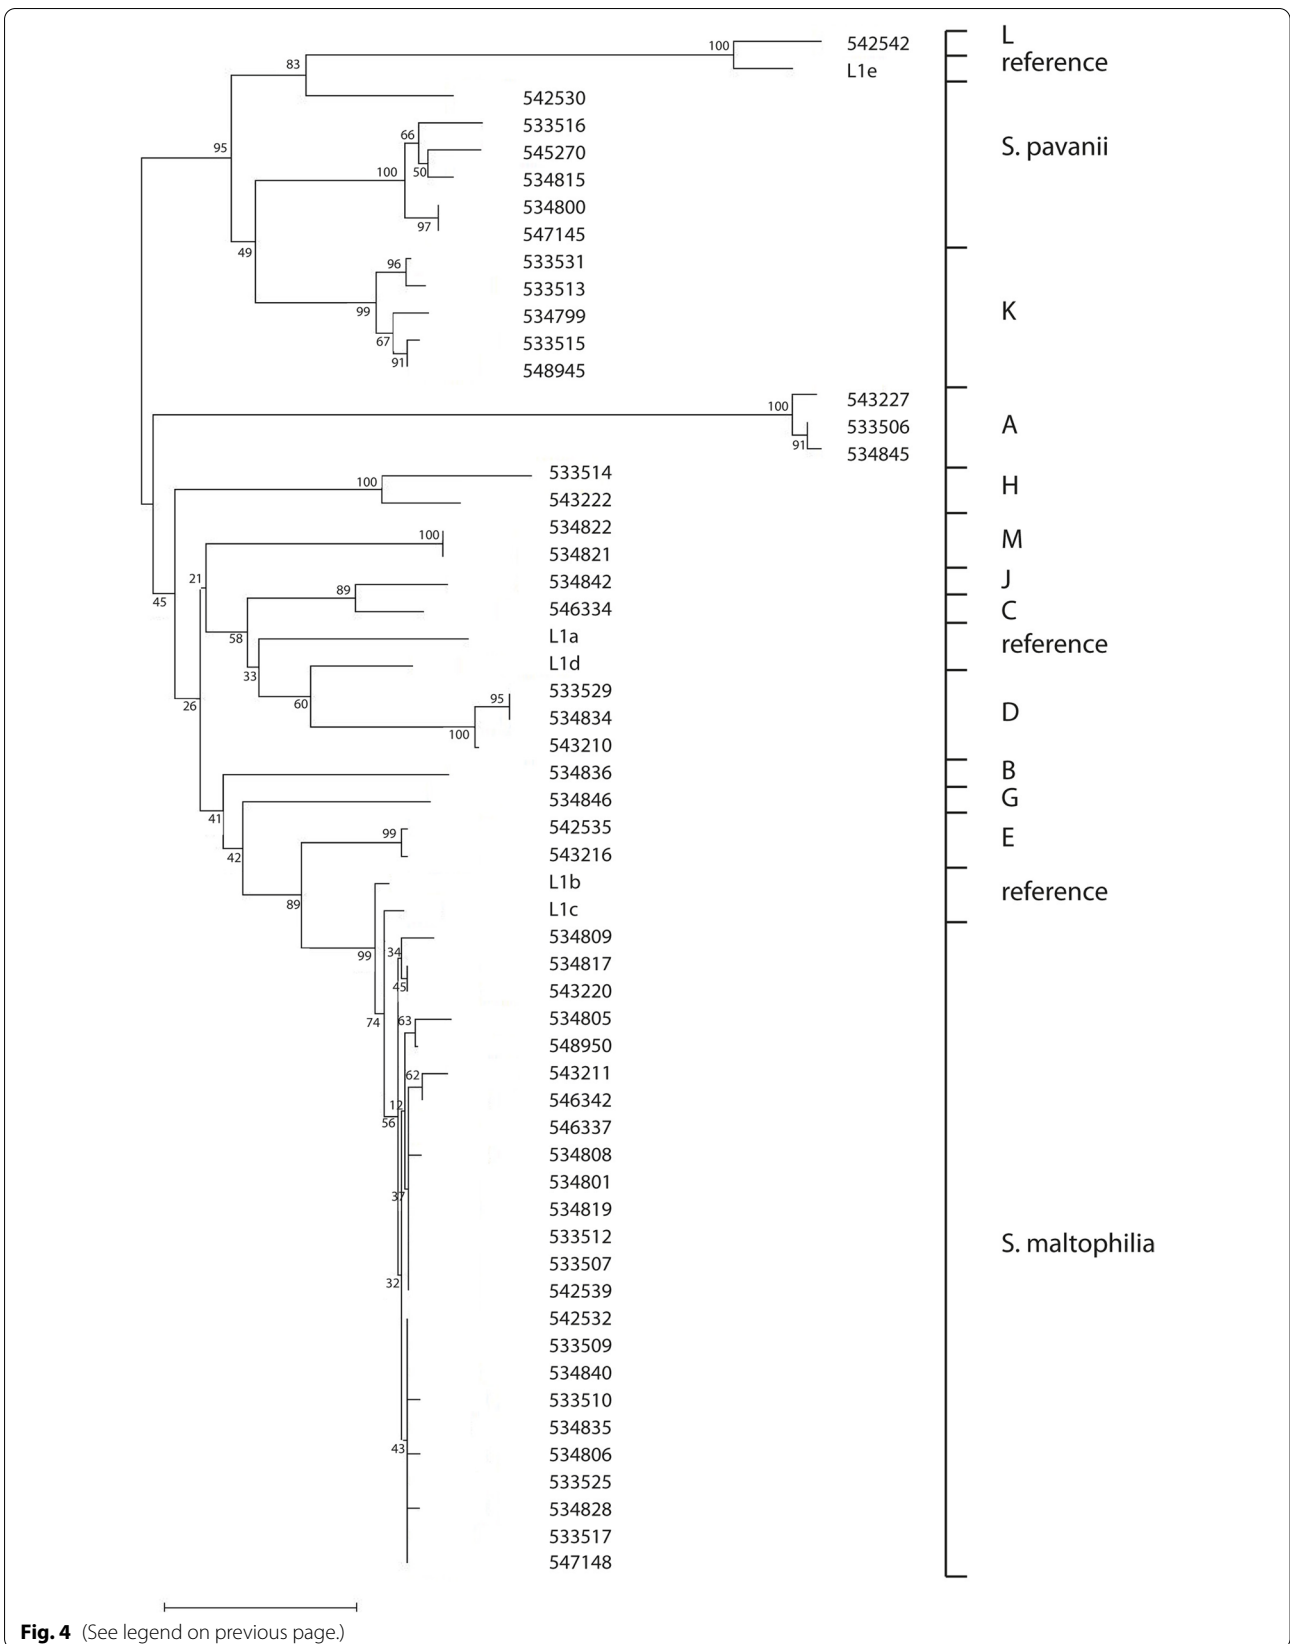 100 542542 L
L1e reference
83
542530
533516
66
545270 S. pavanii
95
100 50 534815
534800
97 547145
49
96 533531
533513
99 534799 K
67 533515
91 548945
100 543227
533506 A
91 534845
533514
100 H
543222
534822
100 M
534821
21 534842 J
89
45 546334 C
58 L1a reference
33 L1d
95 533529
60 534834 D
26
100 543210
534836 B
534846 G
41 542535
99 E
42 543216
L1b
89 reference
L1c
534809
34
99 534817
45 543220
74 63 534805
548950
62 543211
12 546342
56 546337
534808
37 534801
534819
533512
S. maltophilia
533507
32 542539
542532
533509
534840
533510
534835
43 534806
533525
534828
533517
547148
Fig. 4 (See legend on previous page.)